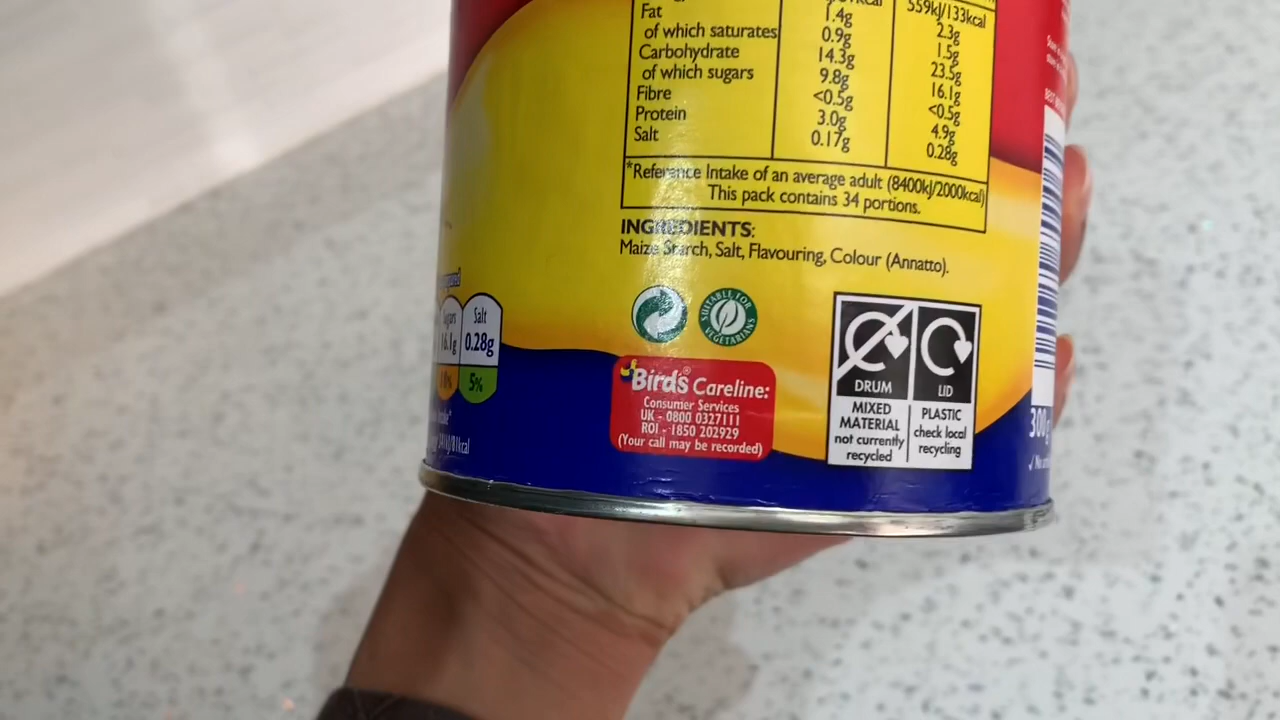 559kJ/133kcal
Fat 1.4g 2.3g
of which saturates 0.9g 1.5g
Carbohydrate 14.3g 23.5g
of which sugars 9.8g 16.1g
Fibre <0.5g <0.5g
Protein 3.0g 4.9g
Salt 0.17g 0.28g
*Reference Intake of an average adult (8400kJ/2000kcal)
This pack contains 34 portions.
INGREDIENTS:
Maize Starch, Salt, Flavouring, Colour (Annatto).
SUITABLE FOR VEGETARIANS
Salt
0.28g
5%
Bird's Careline:
Consumer Services
UK - 0800 0327111
ROI - 1850 202929
(Your call may be recorded)
DRUM
MIXED
MATERIAL
not currently
recycled
LID
PLASTIC
check local
recycling
300g